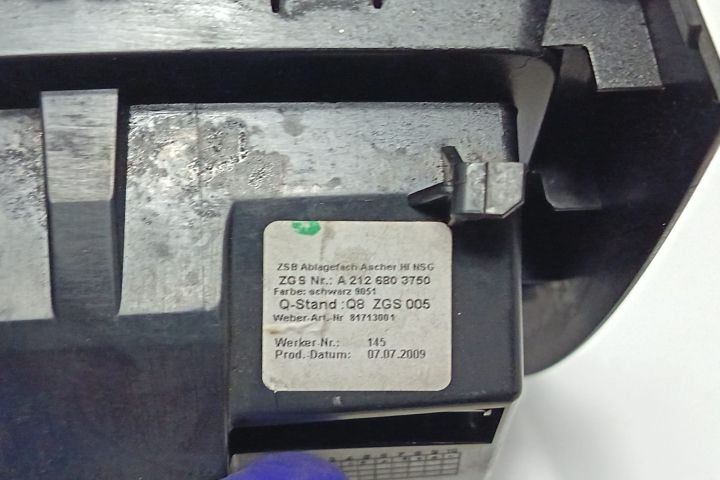 ZSB Ablagefach Ascher HI NSG
ZGS Nr.: A 212 680 3750
Farbe: schwarz 9051
Q-Stand :Q8 ZGS 005
Weber-Art.-Nr 81713001
Werker-Nr.: 145
Prod.-Datum: 07.07.2009